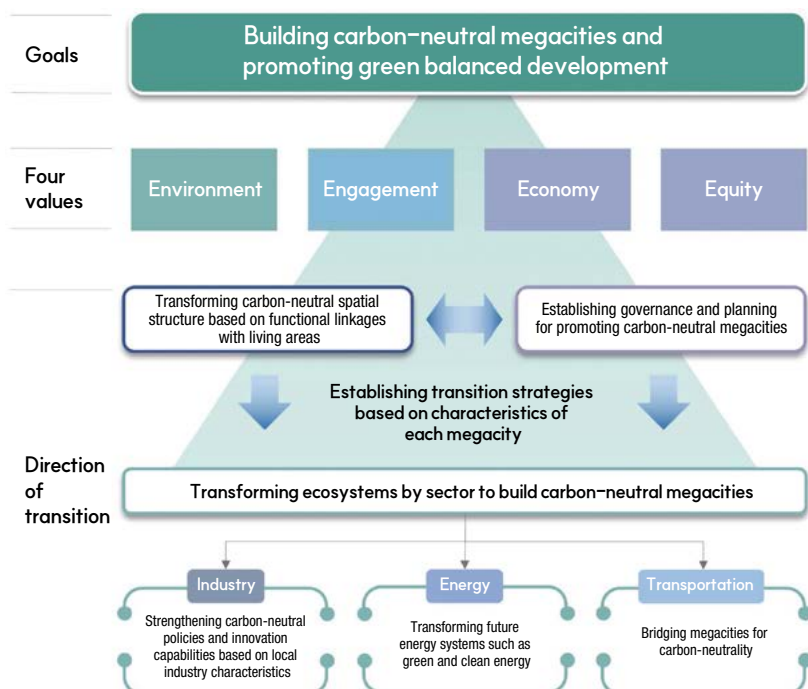 Goals
Building carbon-neutral megacities and
promoting green balanced development
Four
values
Environment
Engagement
Economy
Equity
Transforming carbon-neutral spatial
structure based on functional linkages
with living areas
Establishing governance and planning
for promoting carbon-neutral megacities
Establishing transition strategies
based on characteristics of
each megacity
Direction
of
transition
Transforming ecosystems by sector to build carbon-neutral megacities
Industry
Strengthening carbon-neutral
policies and innovation
capabilities based on local
industry characteristics
Energy
Transforming future
energy systems such as
green and clean energy
Transportation
Bridging megacities for
carbon-neutrality